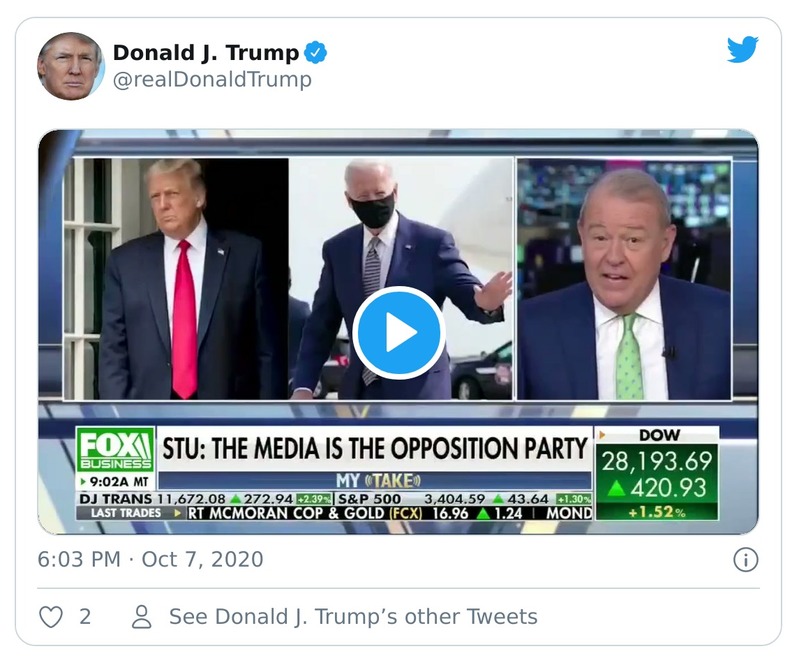 Donald J. Trump
@realDonaldTrump
FOX
BUSINESS
STU: THE MEDIA IS THE OPPOSITION PARTY
MY TAKE
9:02A MT
DOW
28,193.69
420.93
+1.52%
DJ TRANS 11,672.08 272.94 +2.39% S&P 500 3,404.59 43.64 +1.30%
LAST TRADES RT MCMORAN COP & GOLD (FCX) 16.96 1.24 MOND
6:03 PM · Oct 7, 2020
2 See Donald J. Trump’s other Tweets